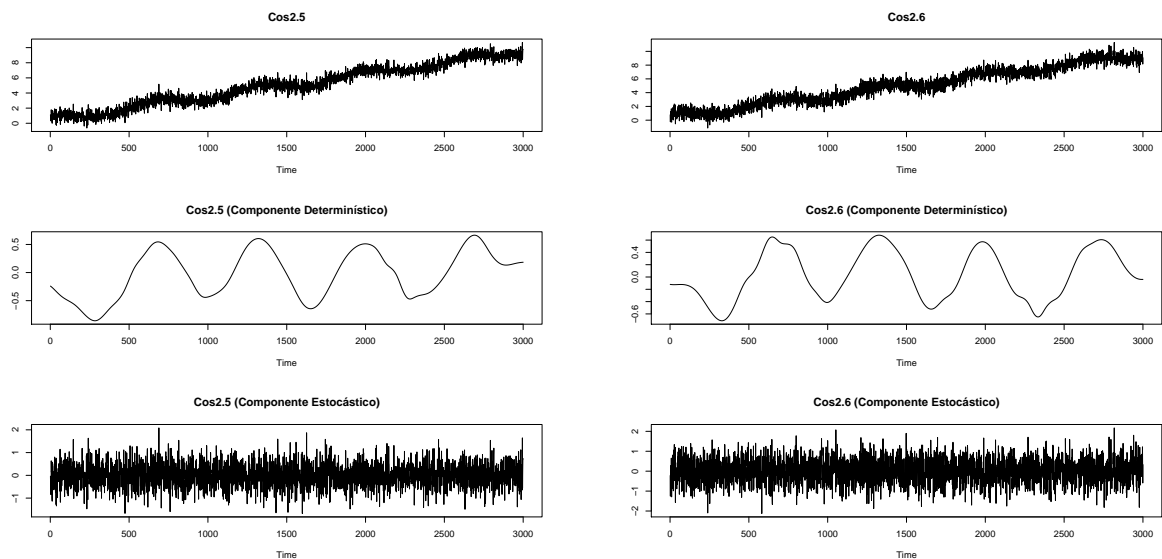 Cos2.5
0 2 4 6 8
0 500 1000 1500 2000 2500 3000
Time
Cos2.6
0 2 4 6 8
0 500 1000 1500 2000 2500 3000
Time
Cos2.5 (Componente Determinístico)
−0.5 0.0 0.5
0 500 1000 1500 2000 2500 3000
Time
Cos2.6 (Componente Determinístico)
−0.6 0.0 0.4
0 500 1000 1500 2000 2500 3000
Time
Cos2.5 (Componente Estocástico)
−1 0 1 2
0 500 1000 1500 2000 2500 3000
Time
Cos2.6 (Componente Estocástico)
−2 −1 0 1 2
0 500 1000 1500 2000 2500 3000
Time